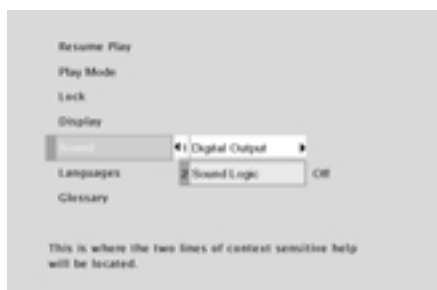 Resume Play
Play Mode
Lock
Display
Sound
1 Digital Output
Languages
2 Sound Logic Off
Glossary
This is where the two lines of context sensitive help
will be located.